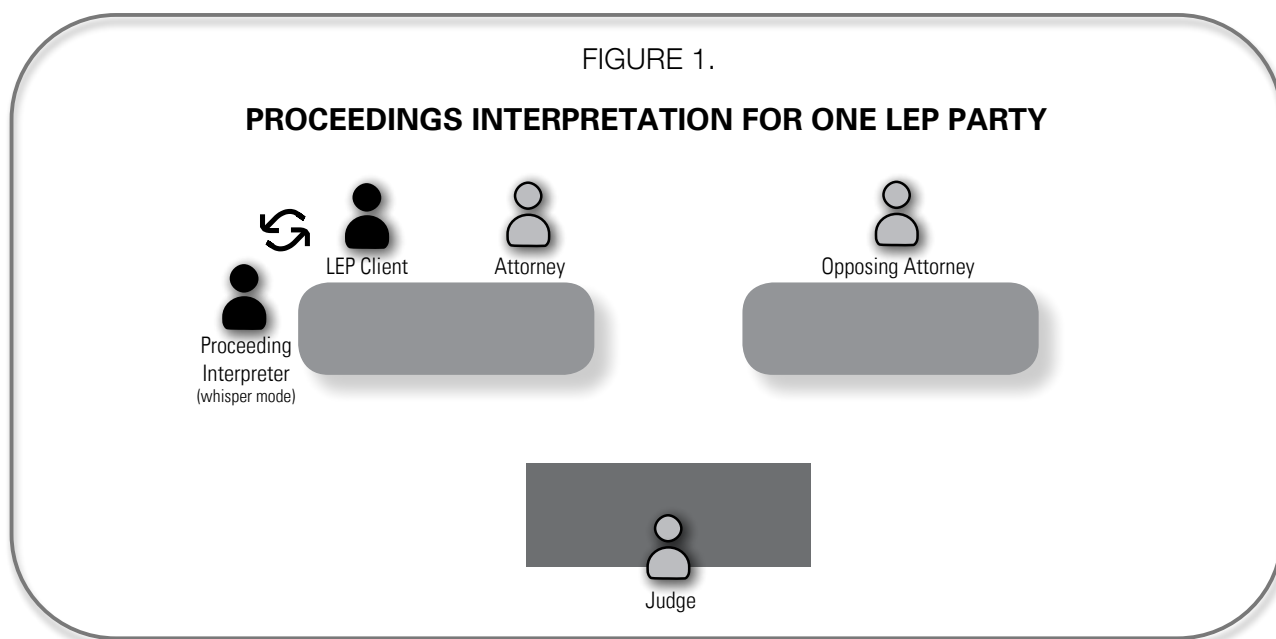 FIGURE 1.
PROCEEDINGS INTERPRETATION FOR ONE LEP PARTY
LEP Client
Attorney
Opposing Attorney
Proceeding
Interpreter
(whisper mode)
Judge